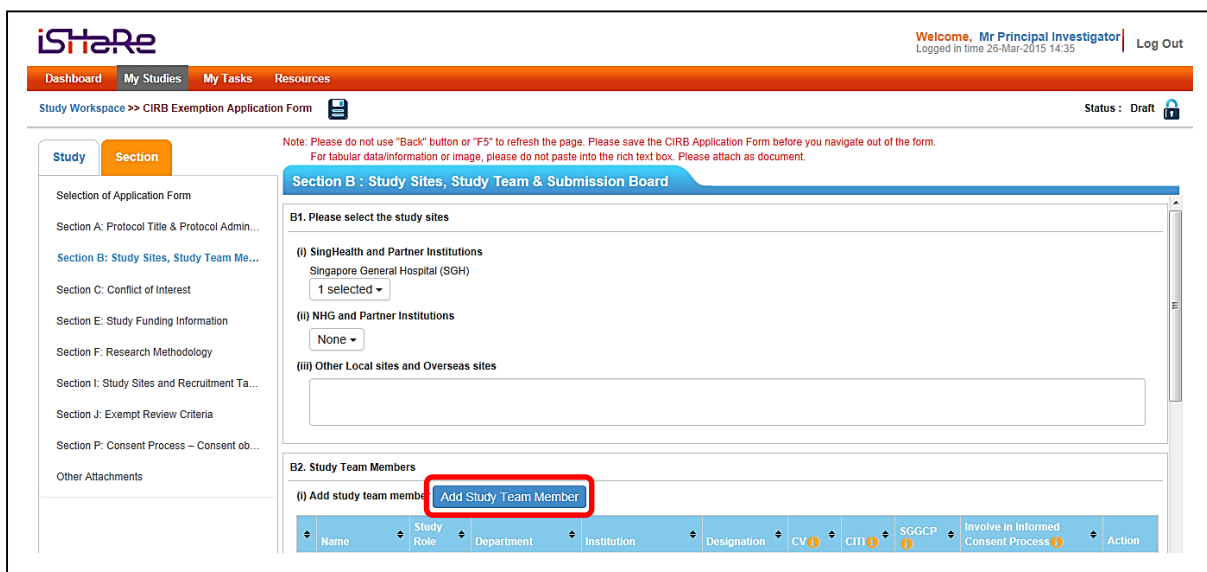 iSHaRe
Welcome, Mr Principal Investigator
Logged in time 26-Mar-2015 14:35
Log Out
Dashboard My Studies My Tasks Resources
Study Workspace >> CIRB Exemption Application Form
Status : Draft
Note: Please do not use "Back" button or "F5" to refresh the page. Please save the CIRB Application Form before you navigate out of the form.
For tabular data/information or image, please do not paste into the rich text box. Please attach as document.
Study Section
Selection of Application Form
Section A: Protocol Title & Protocol Admin...
Section B: Study Sites, Study Team Me...
Section C: Conflict of Interest
Section E: Study Funding Information
Section F: Research Methodology
Section I: Study Sites and Recruitment Ta...
Section J: Exempt Review Criteria
Section P: Consent Process – Consent ob...
Other Attachments
Section B : Study Sites, Study Team & Submission Board
B1. Please select the study sites
(i) SingHealth and Partner Institutions
Singapore General Hospital (SGH)
1 selected
(ii) NHG and Partner Institutions
None
(iii) Other Local sites and Overseas sites
B2. Study Team Members
(i) Add study team member Add Study Team Member
Name
Study
Role
Department
Institution
Designation
CV
CITI
SGGCP
Involve in Informed
Consent Process
Action